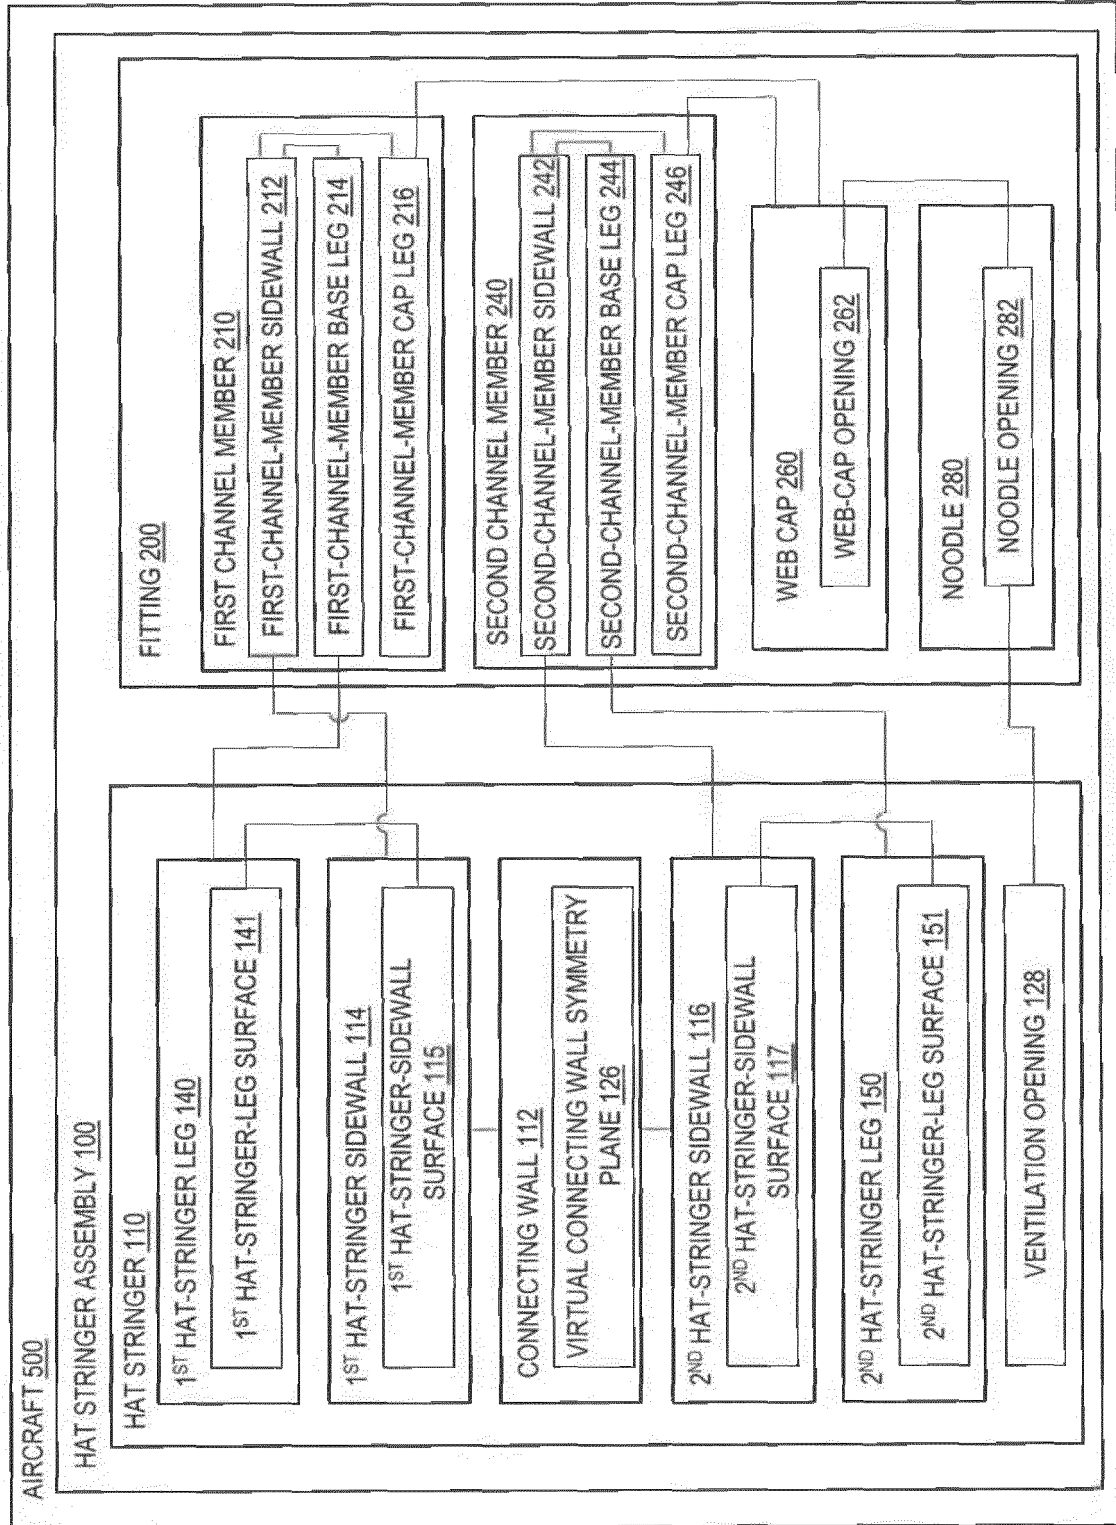 AIRCRAFT 500
HAT STRINGER ASSEMBLY 100
HAT STRINGER 110
1ST HAT-STRINGER LEG 140
1ST HAT-STRINGER-LEG SURFACE 141
1ST HAT-STRINGER SIDEWALL 114
1ST HAT-STRINGER-SIDEWALL
SURFACE 115
CONNECTING WALL 112
VIRTUAL CONNECTING WALL SYMMETRY
PLANE 126
2ND HAT-STRINGER SIDEWALL 116
2ND HAT-STRINGER-SIDEWALL
SURFACE 117
2ND HAT-STRINGER LEG 150
2ND HAT-STRINGER-LEG SURFACE 151
VENTILATION OPENING 128
FITTING 200
FIRST CHANNEL MEMBER 210
FIRST-CHANNEL-MEMBER SIDEWALL 212
FIRST-CHANNEL-MEMBER BASE LEG 214
FIRST-CHANNEL-MEMBER CAP LEG 216
SECOND CHANNEL MEMBER 240
SECOND-CHANNEL-MEMBER SIDEWALL 242
SECOND-CHANNEL-MEMBER BASE LEG 244
SECOND-CHANNEL-MEMBER CAP LEG 246
WEB CAP 260
WEB-CAP OPENING 262
NOODLE 280
NOODLE OPENING 282